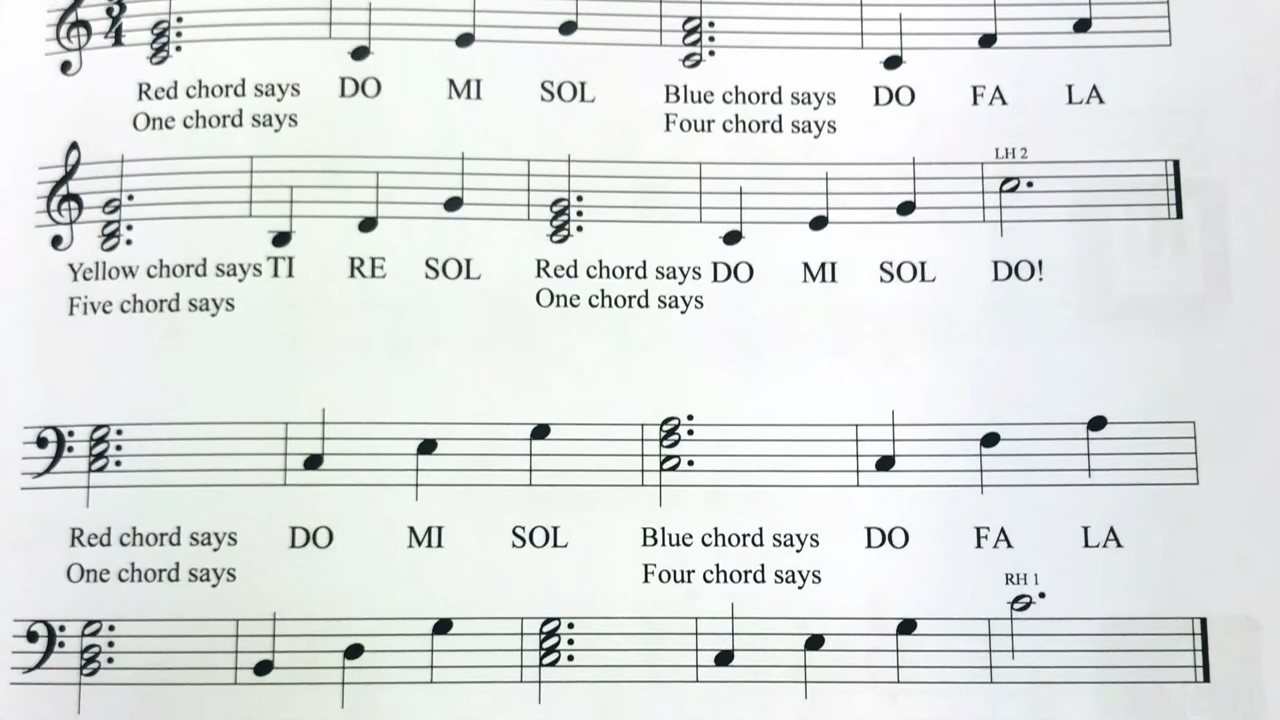 3
4
Red chord says DO MI SOL Blue chord says DO FA LA
One chord says Four chord says
LH 2
Yellow chord says TI RE SOL Red chord says DO MI SOL DO!
Five chord says One chord says
Red chord says DO MI SOL Blue chord says DO FA LA
One chord says Four chord says
RH 1